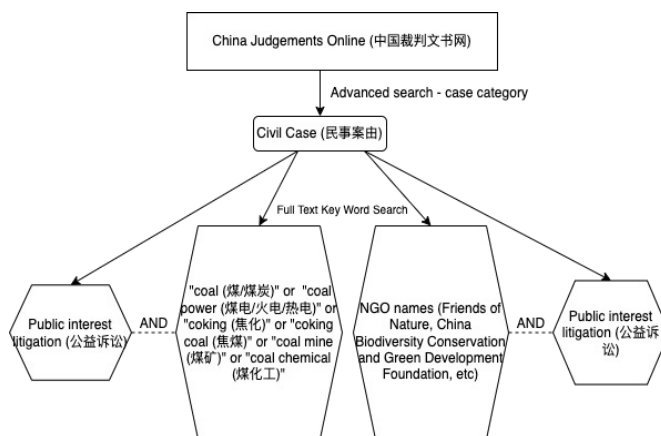 China Judgements Online (中国裁判文书网)
Advanced search - case category
Civil Case (民事案由)
Full Text Key Word Search
Public interest
litigation (公益诉讼)
AND
"coal (煤/煤炭)" or "coal
power (煤电/火电/热电)" or
"coking (焦化)" or "coking
coal (焦煤)" or "coal mine
(煤矿)" or "coal chemical
(煤化工)"
NGO names (Friends of
Nature, China
Biodiversity Conservation
and Green Development
Foundation, etc)
AND
Public interest
litigation (公益诉
讼)